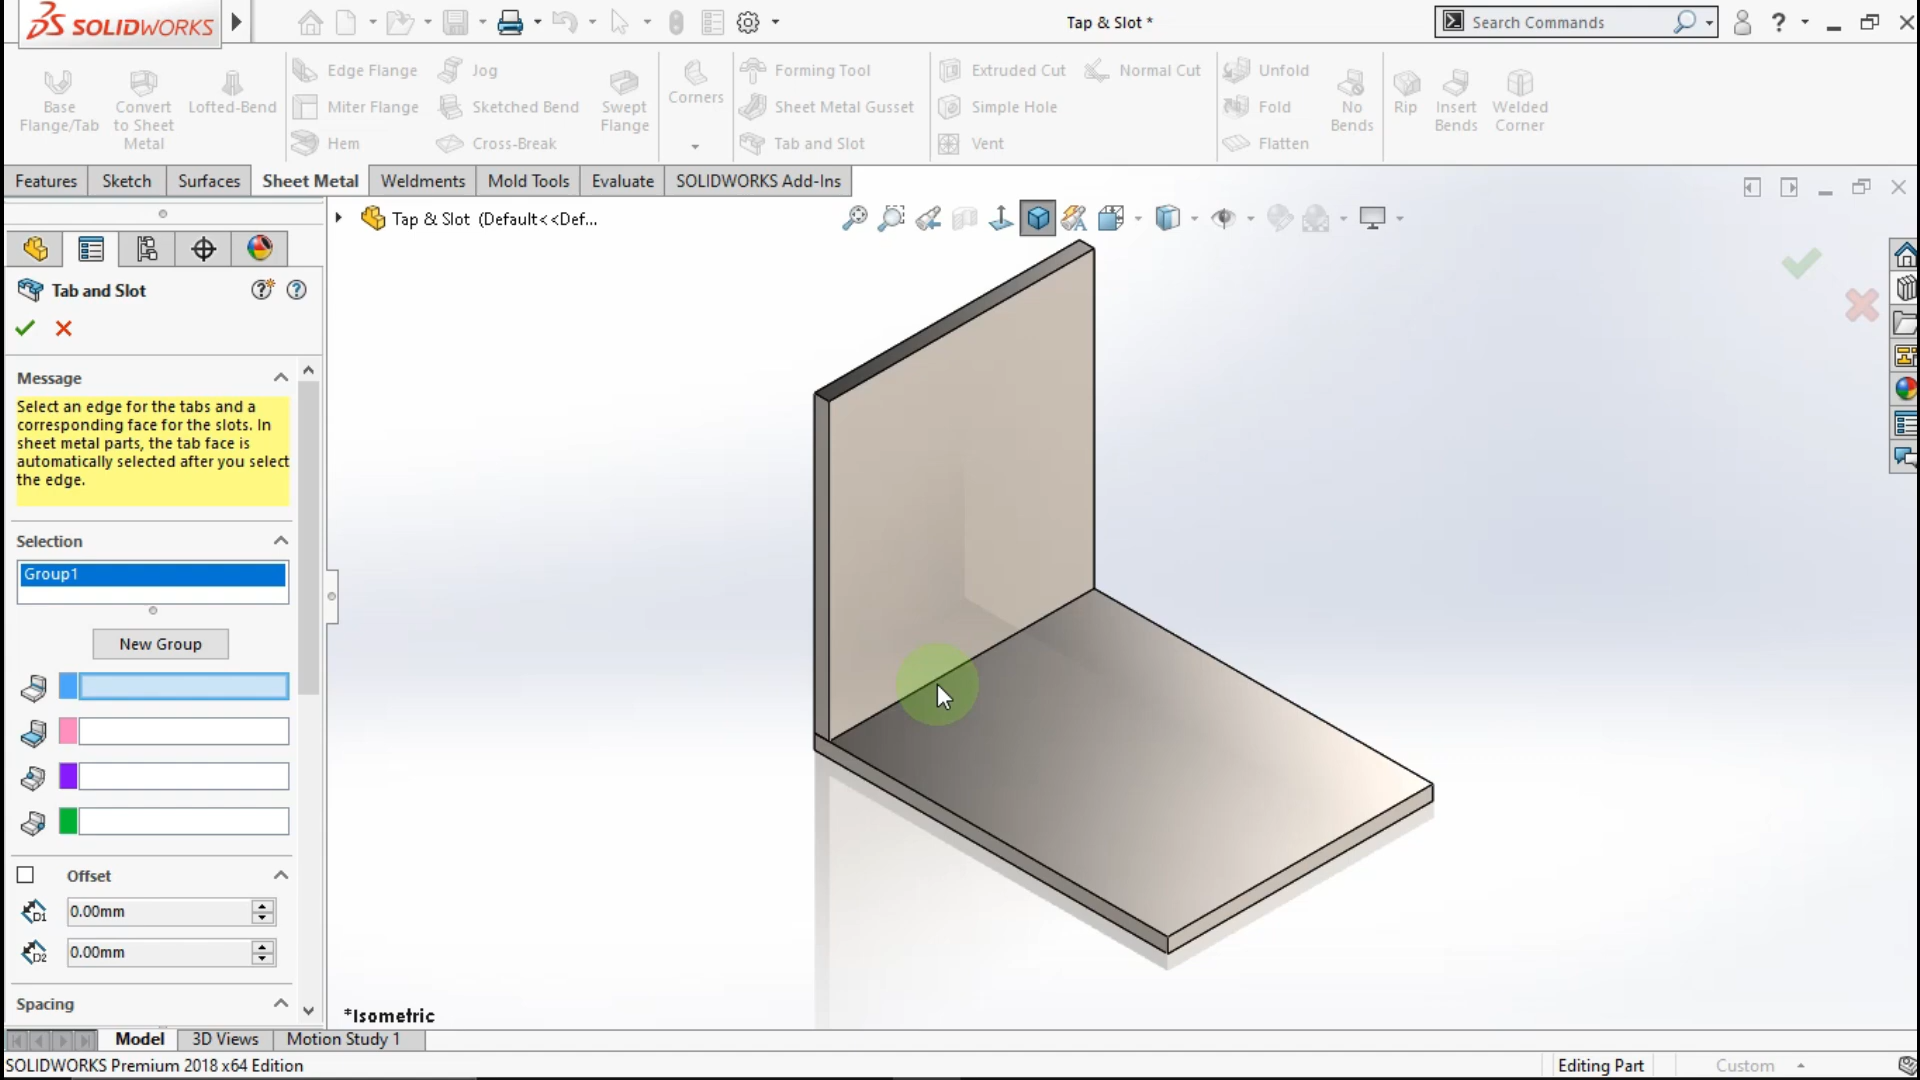 SOLIDWORKS
Tap & Slot *
Search Commands
?
Base
Flange/Tab
Convert
to Sheet
Metal
Lofted-Bend
Edge Flange
Miter Flange
Hem
Jog
Sketched Bend
Cross-Break
Swept
Flange
Corners
Forming Tool
Sheet Metal Gusset
Tab and Slot
Extruded Cut
Simple Hole
Vent
Normal Cut
Unfold
Fold
Flatten
No
Bends
Rip
Insert
Bends
Welded
Corner
Features
Sketch
Surfaces
Sheet Metal
Weldments
Mold Tools
Evaluate
SOLIDWORKS Add-Ins
Tap & Slot (Default<<Def...
Tab and Slot
Message
Select an edge for the tabs and a
corresponding face for the slots. In
sheet metal parts, the tab face is
automatically selected after you select
the edge.
Selection
Group1
New Group
Offset
D1
0.00mm
D2
0.00mm
Spacing
*Isometric
Model
3D Views
Motion Study 1
SOLIDWORKS Premium 2018 x64 Edition
Editing Part
Custom